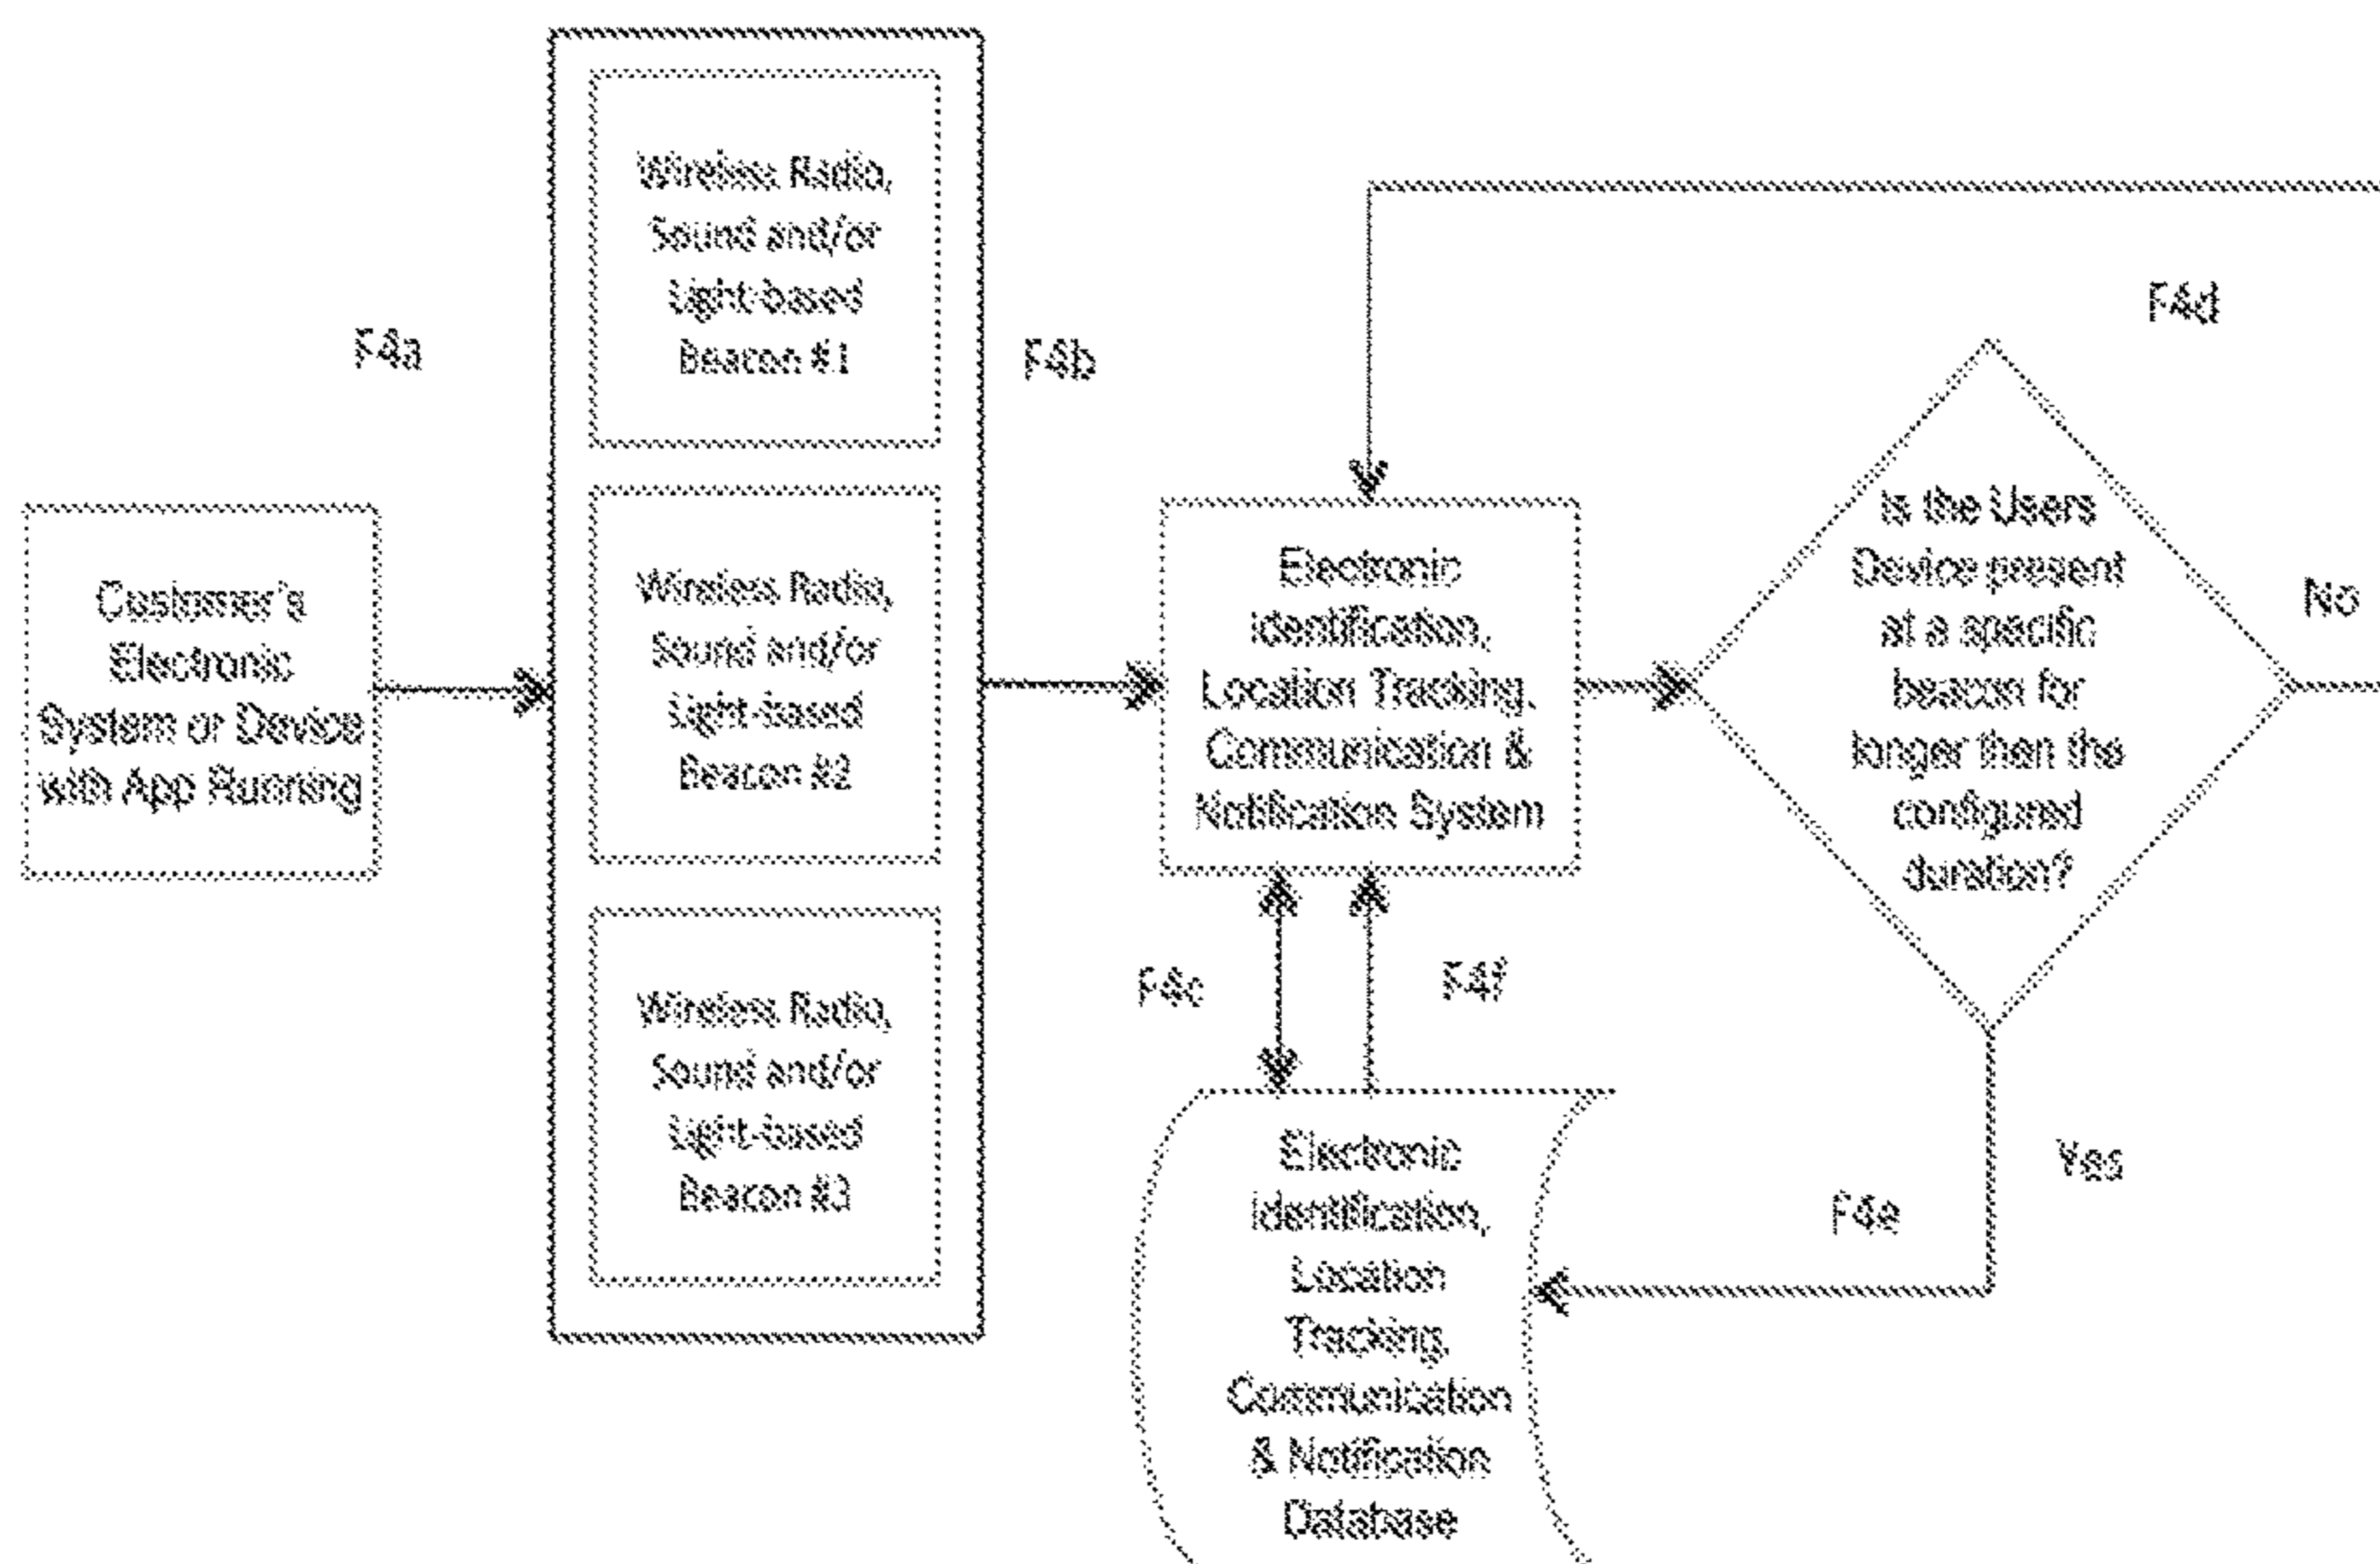 F4a
Customer's
Electronic
System or Device
with App Running
Wireless Radio,
Sound and/or
Light-based
Beacon #1
Wireless Radio,
Sound and/or
Light-based
Beacon #2
Wireless Radio,
Sound and/or
Light-based
Beacon #3
F4b
Electronic
Identification,
Location Tracking,
Communication &
Notification System
F4c
F4f
Electronic
Identification,
Location
Tracking,
Communication
& Notification
Database
F4d
Is the Users
Device present
at a specific
beacon for
longer then the
configured
duration?
No
Yes
F4e